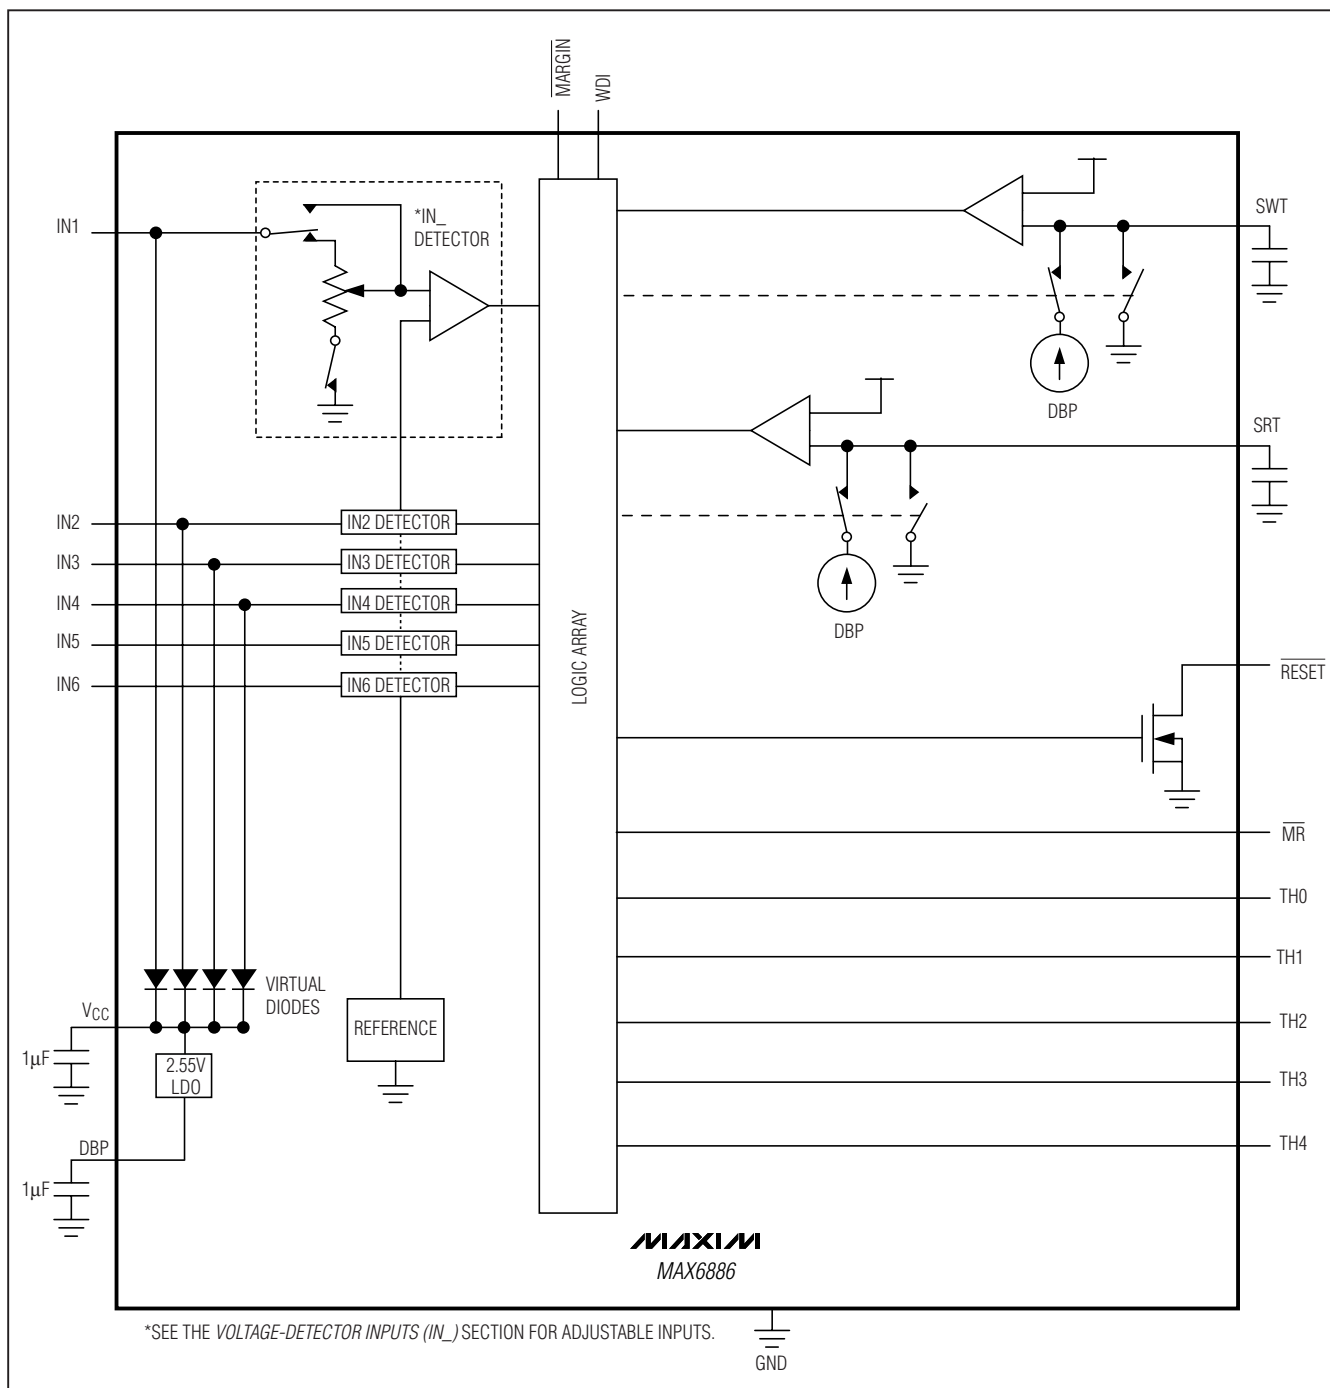 MARGIN
WDI
IN1
*IN_
DETECTOR
SWT
DBP
SRT
DBP
IN2
IN2 DETECTOR
IN3
IN3 DETECTOR
IN4
IN4 DETECTOR
IN5
IN5 DETECTOR
IN6
IN6 DETECTOR
LOGIC ARRAY
RESET
MR
TH0
TH1
TH2
TH3
TH4
VIRTUAL
DIODES
VCC
1µF
2.55V
LDO
REFERENCE
DBP
1µF
MAXIM
MAX6886
*SEE THE VOLTAGE-DETECTOR INPUTS (IN_) SECTION FOR ADJUSTABLE INPUTS.
GND